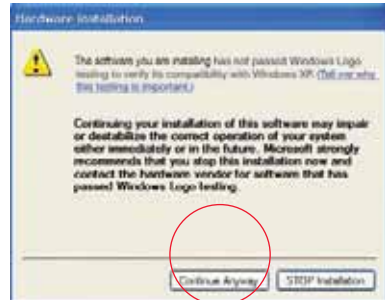 Hardware Installation
The software you are installing has not passed Windows Logo
testing to verify its compatibility with Windows XP. (Tell me why
this testing is important.)
Continuing your installation of this software may impair
or destabilize the correct operation of your system
either immediately or in the future. Microsoft strongly
recommends that you stop this installation now and
contact the hardware vendor for software that has
passed Windows Logo testing.
Continue Anyway
STOP Installation